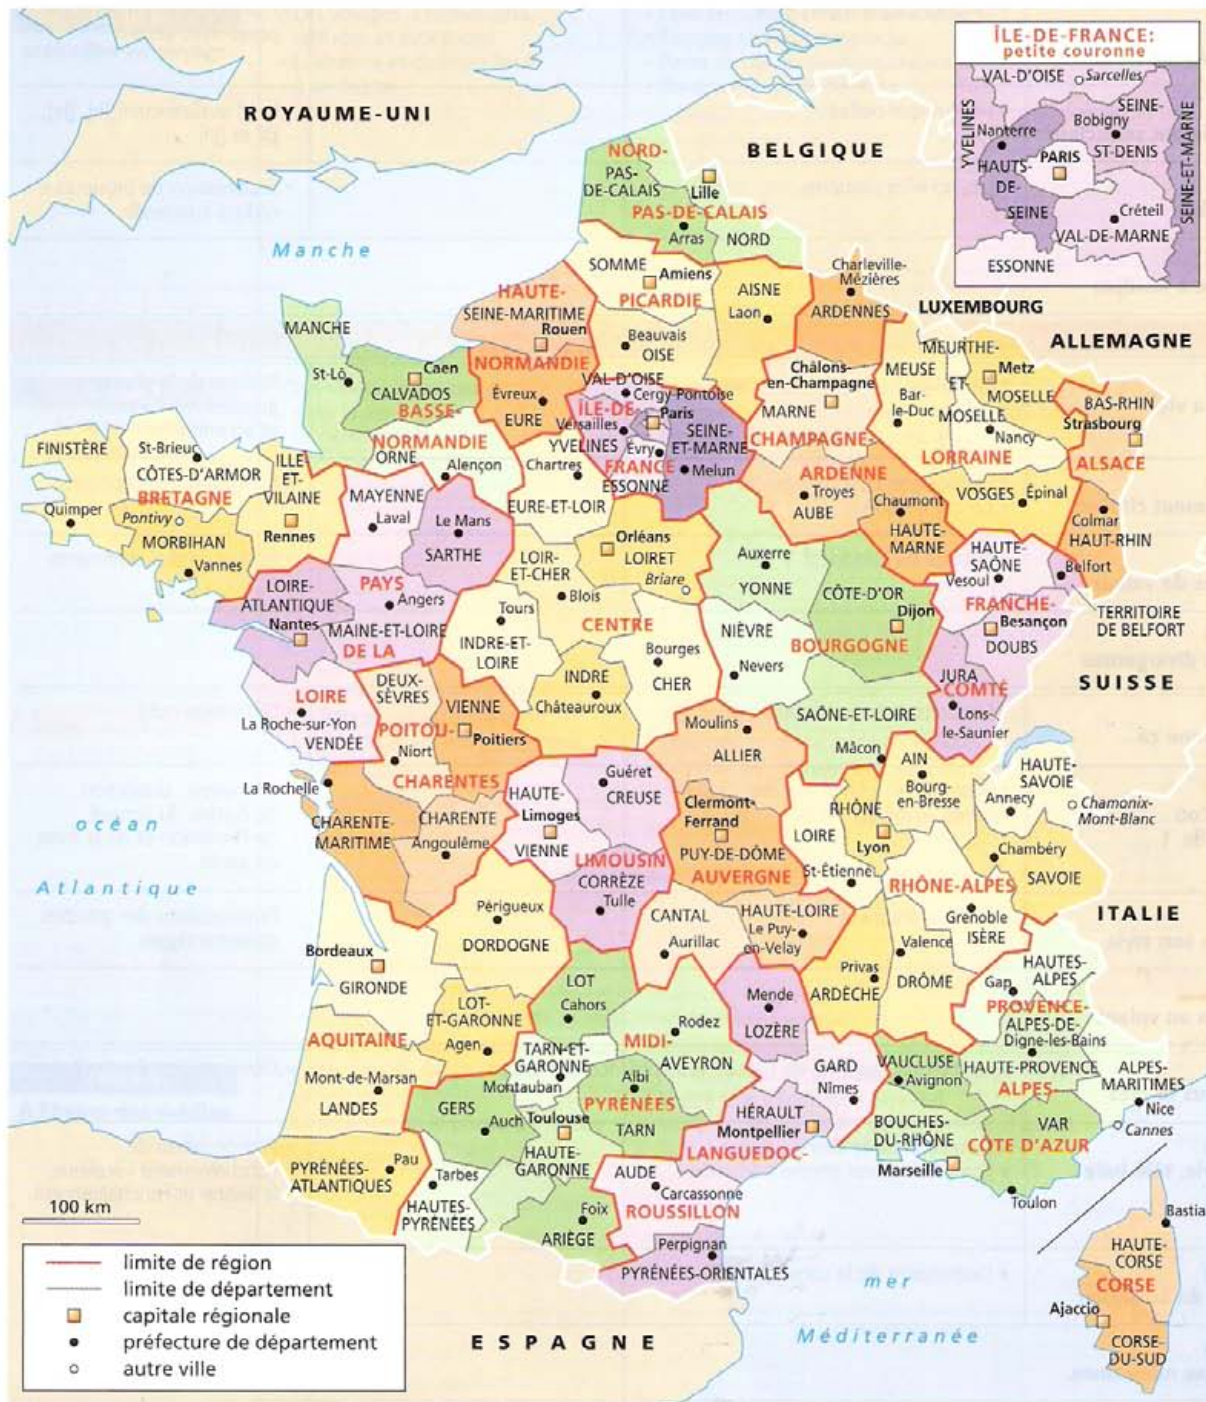 ÎLE-DE-FRANCE:
petite couronne
VAL-D'OISE
Sarcelles
YVELINES
Nanterre
SEINE-
Bobigny
ST-DENIS
SEINE-ET-MARNE
HAUTS-
DE-
SEINE
PARIS
Créteil
VAL-DE-MARNE
ESSONNE
ROYAUME-UNI
BELGIQUE
LUXEMBOURG
ALLEMAGNE
SUISSE
ITALIE
ESPAGNE
Manche
océan
Atlantique
mer
Méditerranée
NORD-
PAS-DE-CALAIS
PAS-
DE-CALAIS
Lille
Arras
NORD
SOMME
Amiens
PICARDIE
AISNE
Laon
Beauvais
OISE
Charleville-
Mézières
ARDENNES
HAUTE-
NORMANDIE
SEINE-MARITIME
Rouen
Évreux
EURE
MANCHE
St-Lô
Caen
CALVADOS
BASSE-
NORMANDIE
ORNE
Alençon
VAL D'OISE
Cergy-Pontoise
ÎLE-DE
FRANCE
Paris
Versailles
YVELINES
Évry
ESSONNE
SEINE-
ET-MARNE
Melun
Châlons-
en-Champagne
MARNE
CHAMPAGNE-
ARDENNE
Troyes
AUBE
Chaumont
HAUTE-
MARNE
MEUSE
Bar-
le-Duc
MEURTHE-
ET-
MOSELLE
Nancy
Metz
MOSELLE
LORRAINE
VOSGES
Épinal
BAS-RHIN
Strasbourg
ALSACE
Colmar
HAUT-RHIN
FINISTÈRE
Quimper
St-Brieuc
CÔTES-D'ARMOR
BRETAGNE
Pontivy
MORBIHAN
Vannes
ILLE-
ET-
VILAINE
Rennes
MAYENNE
Laval
Le Mans
SARTHE
PAYS
DE LA
LOIRE
LOIRE-
ATLANTIQUE
Nantes
Angers
MAINE-ET-LOIRE
La Roche-sur-Yon
VENDÉE
Chartres
EURE-ET-LOIR
Orléans
LOIRET
Briare
LOIR-
ET-CHER
Blois
Tours
INDRE-ET-
LOIRE
CENTRE
Bourges
CHER
INDRE
Châteauroux
Auxerre
YONNE
CÔTE-D'OR
Dijon
NIÈVRE
Nevers
BOURGOGNE
SAÔNE-ET-LOIRE
Mâcon
HAUTE-
SAÔNE
Vesoul
Belfort
TERRITOIRE
DE BELFORT
FRANCHE-
COMTÉ
Besançon
DOUBS
JURA
Lons-
le-Saunier
DEUX-
SÈVRES
Niort
VIENNE
Poitiers
POITOU-
CHARENTES
La Rochelle
CHARENTE-
MARITIME
CHARENTE
Angoulême
HAUTE-
VIENNE
Limoges
Guéret
CREUSE
LIMOUSIN
CORRÈZE
Tulle
Moulins
ALLIER
Clermont-
Ferrand
PUY-DE-DÔME
AUVERGNE
CANTAL
Aurillac
HAUTE-LOIRE
Le Puy-
en-Velay
AIN
Bourg-
en-Bresse
RHÔNE
Lyon
LOIRE
St-Étienne
HAUTE-
SAVOIE
Annecy
Chamonix-
Mont-Blanc
Chambéry
SAVOIE
RHÔNE-ALPES
Grenoble
ISÈRE
Valence
DRÔME
Privas
ARDÈCHE
Périgueux
DORDOGNE
Bordeaux
GIRONDE
LOT-
ET-GARONNE
Agen
AQUITAINE
Mont-de-Marsan
LANDES
PYRÉNÉES-
ATLANTIQUES
Pau
LOT
Cahors
Rodez
AVEYRON
TARN-ET-
GARONNE
Montauban
MIDI-
PYRÉNÉES
Albi
TARN
GERS
Auch
Toulouse
HAUTE-
GARONNE
Tarbes
HAUTES-
PYRÉNÉES
Foix
ARIÈGE
Mende
LOZÈRE
GARD
Nîmes
HÉRAULT
Montpellier
LANGUEDOC-
ROUSSILLON
AUDE
Carcassonne
Perpignan
PYRÉNÉES-ORIENTALES
HAUTES-
ALPES
Gap
PROVENCE-
ALPES-
CÔTE D'AZUR
ALPES-DE-
HAUTE-PROVENCE
Digne-les-Bains
VAUCLUSE
Avignon
ALPES-
MARITIMES
Nice
Cannes
BOUCHES-
DU-RHÔNE
Marseille
VAR
Toulon
Bastia
HAUTE-
CORSE
CORSE
Ajaccio
CORSE-
DU-SUD
100 km
limite de région
limite de département
capitale régionale
préfecture de département
autre ville